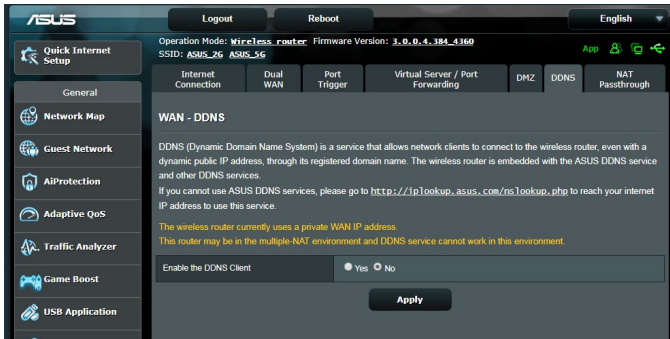 ASUS
Logout
Reboot
English
Quick Internet
Setup
General
Network Map
Guest Network
AiProtection
Adaptive QoS
Traffic Analyzer
Game Boost
USB Application
Operation Mode: Wireless router Firmware Version: 3.0.0.4.384_4360
SSID: ASUS_2G ASUS_5G
App
Internet
Connection
Dual
WAN
Port
Trigger
Virtual Server / Port
Forwarding
DMZ
DDNS
NAT
Passthrough
WAN - DDNS
DDNS (Dynamic Domain Name System) is a service that allows network clients to connect to the wireless router, even with a
dynamic public IP address, through its registered domain name. The wireless router is embedded with the ASUS DDNS service
and other DDNS services.
If you cannot use ASUS DDNS services, please go to http://iplookup.asus.com/nslookup.php to reach your internet
IP address to use this service.
The wireless router currently uses a private WAN IP address.
This router may be in the multiple-NAT environment and DDNS service cannot work in this environment.
Enable the DDNS Client
Yes No
Apply